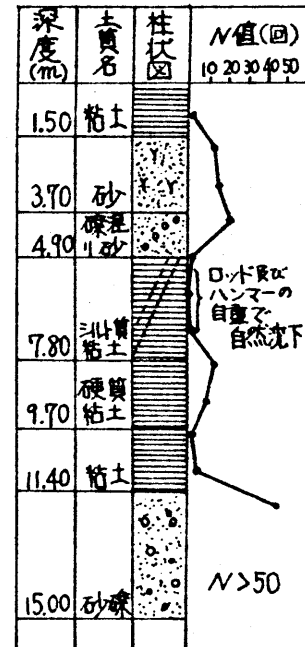 深度(m) 土質名 柱状図 N値(回)
10 20 30 40 50
1.50 粘土
3.70 砂
礫混
4.90 り砂
ロッド及び
ハンマーの
自重で
自然沈下
シルト質
7.80 粘土
硬質
9.70 粘土
11.40 粘土
N>50
15.00 砂礫